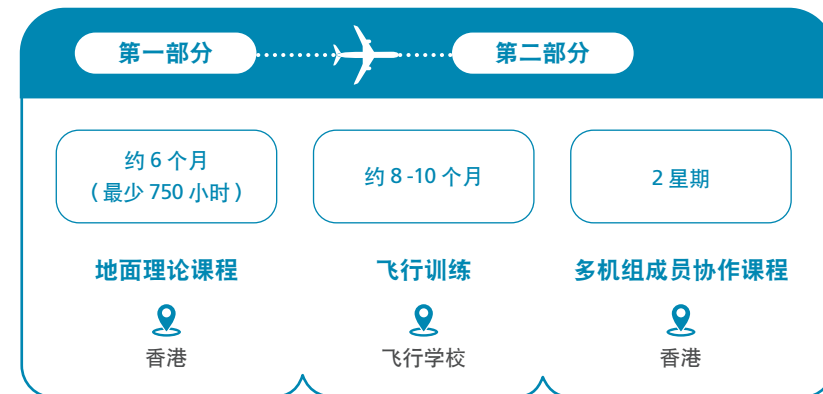 第一部分
第二部分
约 6 个月
（最少 750 小时）
约 8 -10 个月
2 星期
地面理论课程
飞行训练
多机组成员协作课程
香港
飞行学校
香港